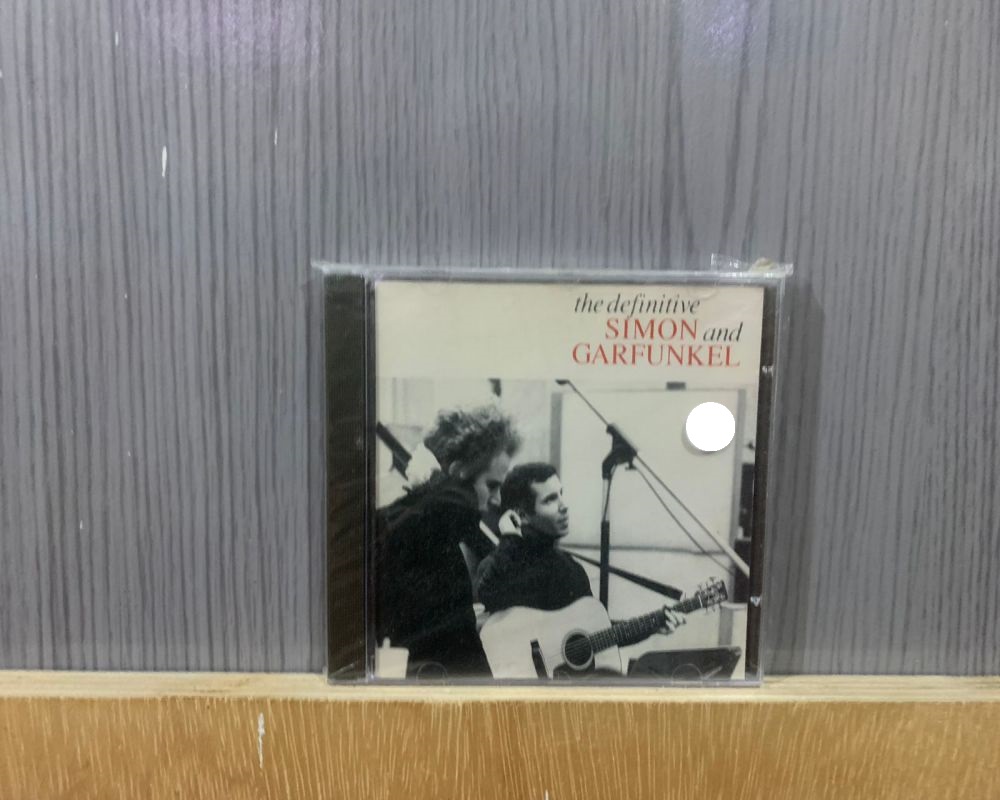 the definitive
SIMON and
GARFUNKEL